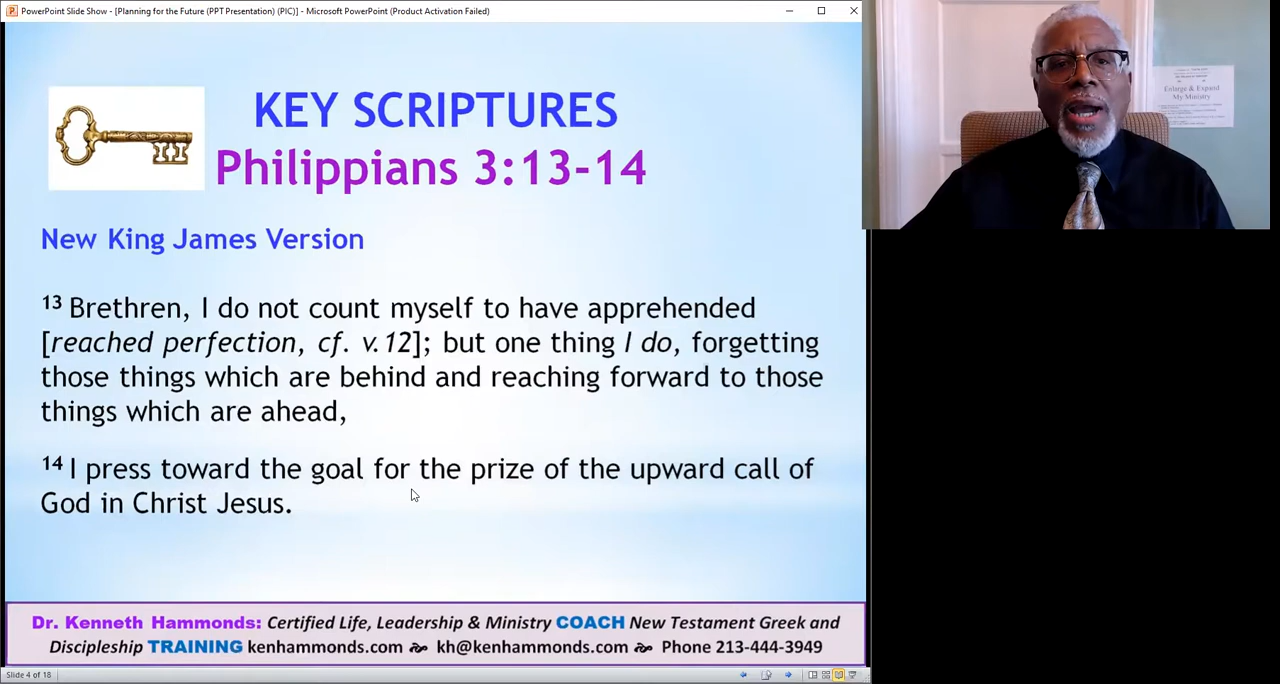 PowerPoint Slide Show - [Planning for the Future (PPT Presentation) (PIC)] - Microsoft PowerPoint (Product Activation Failed)
KEY SCRIPTURES
Philippians 3:13-14
New King James Version
13 Brethren, I do not count myself to have apprehended
[reached perfection, cf. v.12]; but one thing I do, forgetting
those things which are behind and reaching forward to those
things which are ahead,
14 I press toward the goal for the prize of the upward call of
God in Christ Jesus.
Dr. Kenneth Hammonds: Certified Life, Leadership & Ministry COACH New Testament Greek and
Discipleship TRAINING kenhammonds.com kh@kenhammonds.com Phone 213-444-3949
Slide 4 of 18
Enlarge & Expand
My Ministry